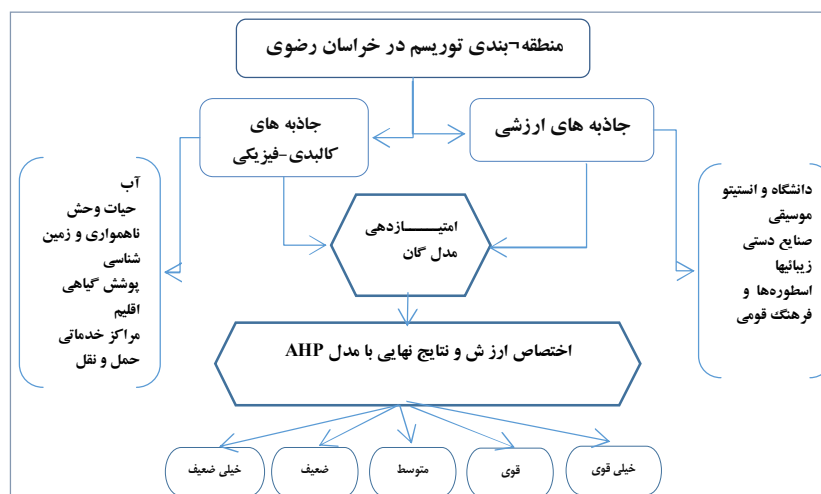 منطقه¬بندی توریسم در خراسان رضوی
جاذبه های ارزشی
جاذبه های
کالبدی-فیزیکی
دانشگاه و انستیتو
موسیقی
صنایع دستی
زیبائیها
اسطوره‌ها و
فرهنگ قومی
آب
حیات وحش
ناهمواری و زمین
شناسی
پوشش گیاهی
اقلیم
مراکز خدماتی
حمل و نقل
امتیـــــــازدهی
مدل گان
اختصاص ارز ش و نتایج نهایی با مدل AHP
خیلی قوی
قوی
متوسط
ضعیف
خیلی ضعیف